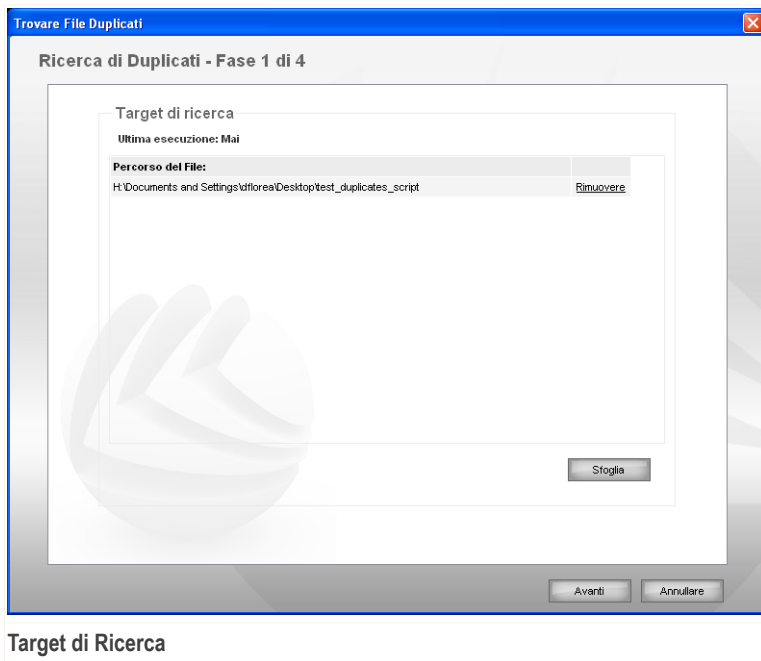 Trovare File Duplicati
Ricerca di Duplicati - Fase 1 di 4
Target di ricerca
Ultima esecuzione: Mai
Percorso del File:
H:\Documents and Settings\dflorea\Desktop\test_duplicates_script Rimuovere
Sfoglia
Avanti Annullare
Target di Ricerca